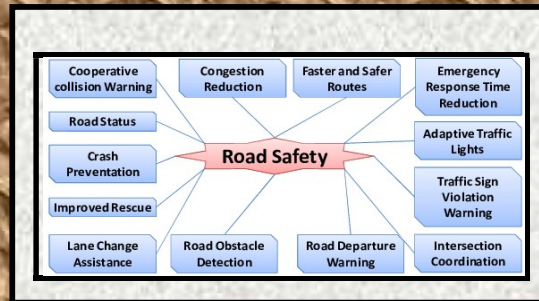 Cooperative
collision Warning
Congestion
Reduction
Faster and Safer
Routes
Emergency
Response Time
Reduction
Road Status
Adaptive Traffic
Lights
Crash
Preventation
Road Safety
Traffic Sign
Violation
Warning
Improved Rescue
Lane Change
Assistance
Road Obstacle
Detection
Road Departure
Warning
Intersection
Coordination